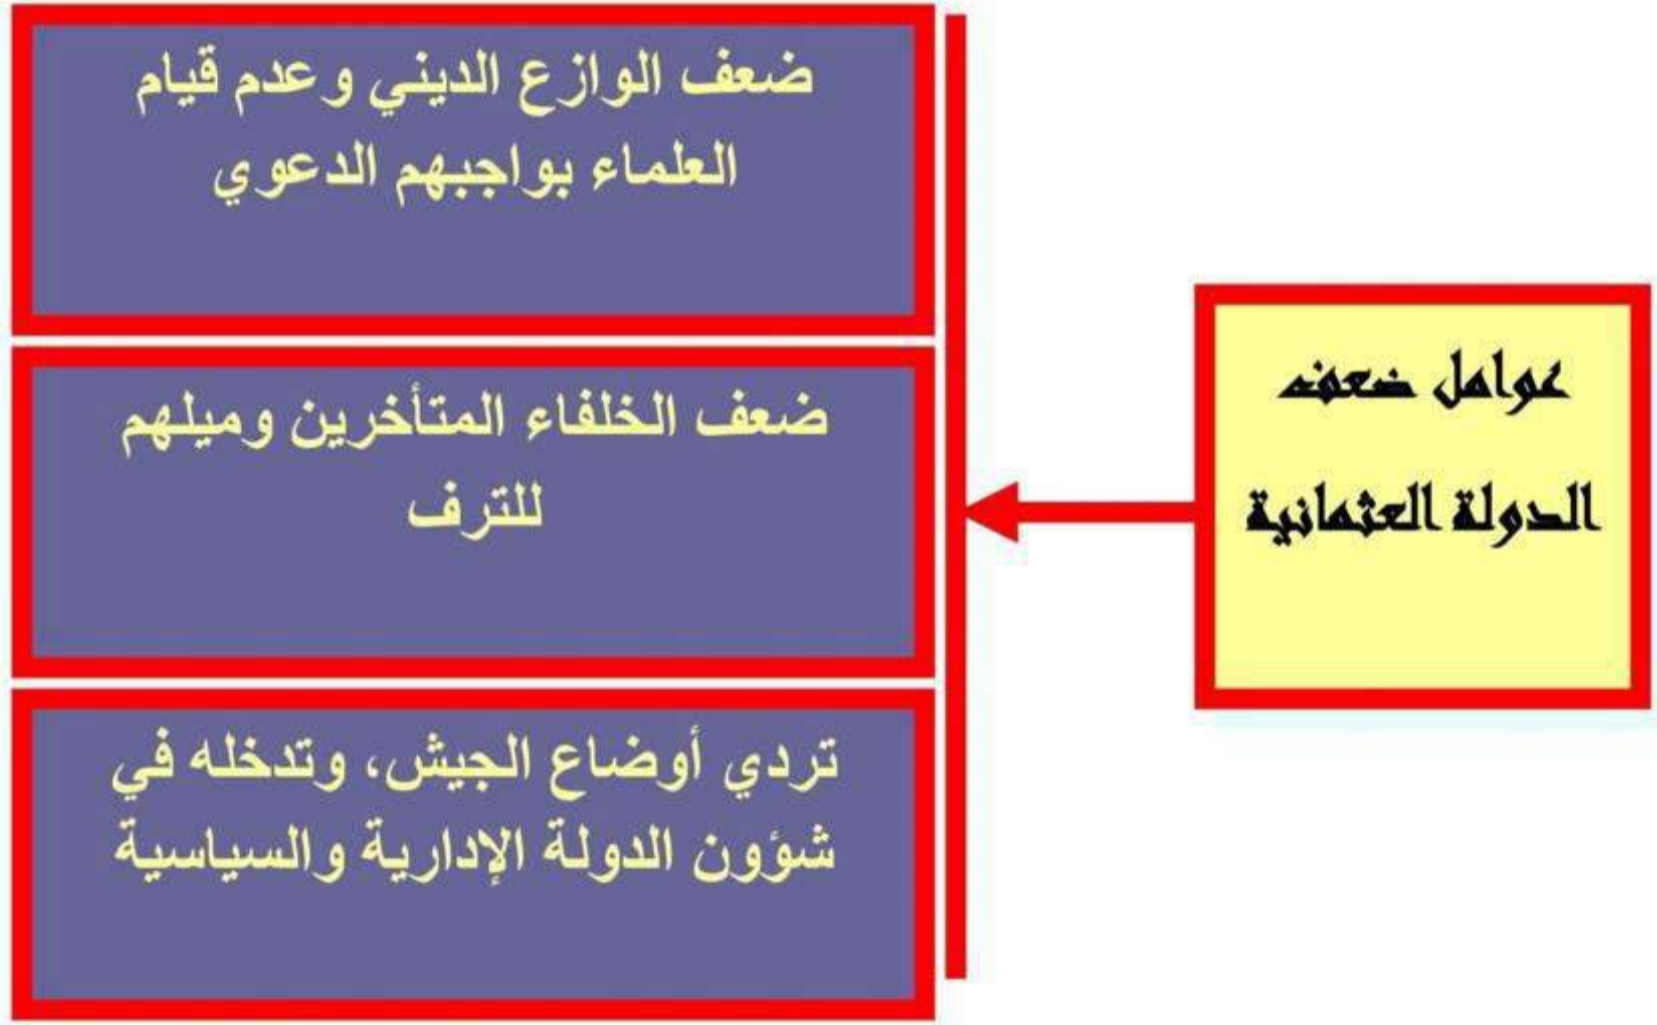 عوامل ضعف
الدولة العثمانية
ضعف الوازع الديني وعدم قيام
العلماء بواجبهم الدعوي
ضعف الخلفاء المتأخرين وميلهم
للترف
تردي أوضاع الجيش، وتدخله في
شؤون الدولة الإدارية والسياسية